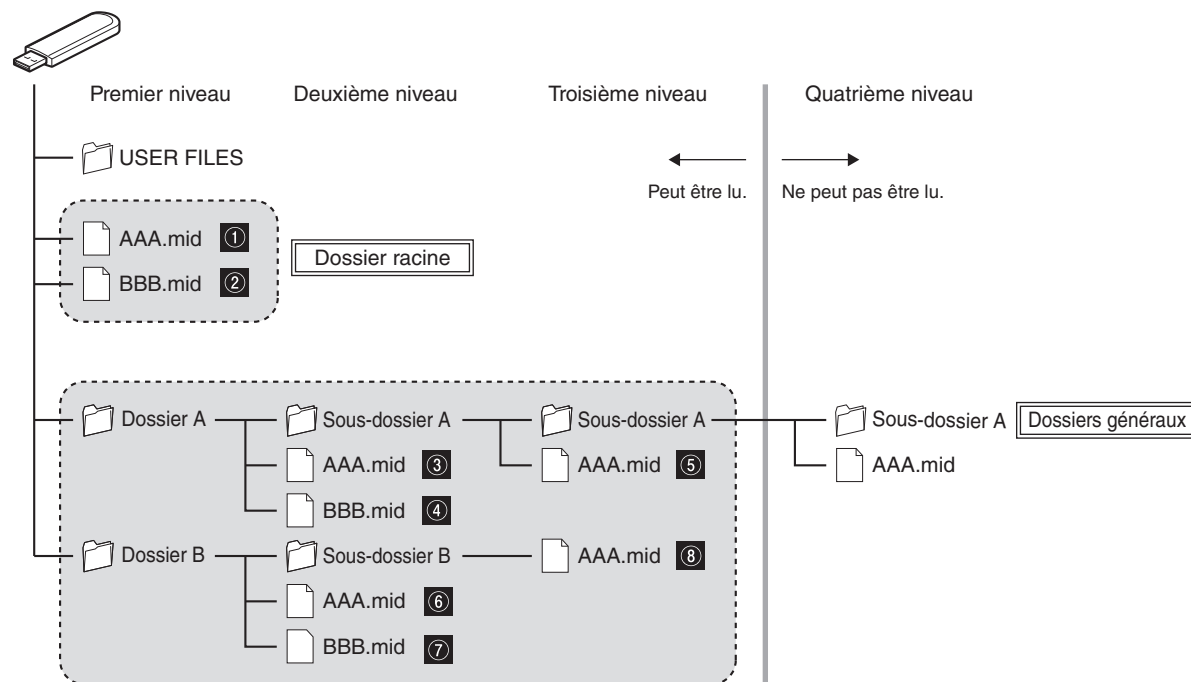 Premier niveau Deuxième niveau Troisième niveau Quatrième niveau
USER FILES
Peut être lu. Ne peut pas être lu.
AAA.mid ①
Dossier racine
BBB.mid ②
Dossier A Sous-dossier A Sous-dossier A Sous-dossier A Dossiers généraux
AAA.mid ③ AAA.mid ⑤ AAA.mid
BBB.mid ④
Dossier B Sous-dossier B AAA.mid ⑧
AAA.mid ⑥
BBB.mid ⑦